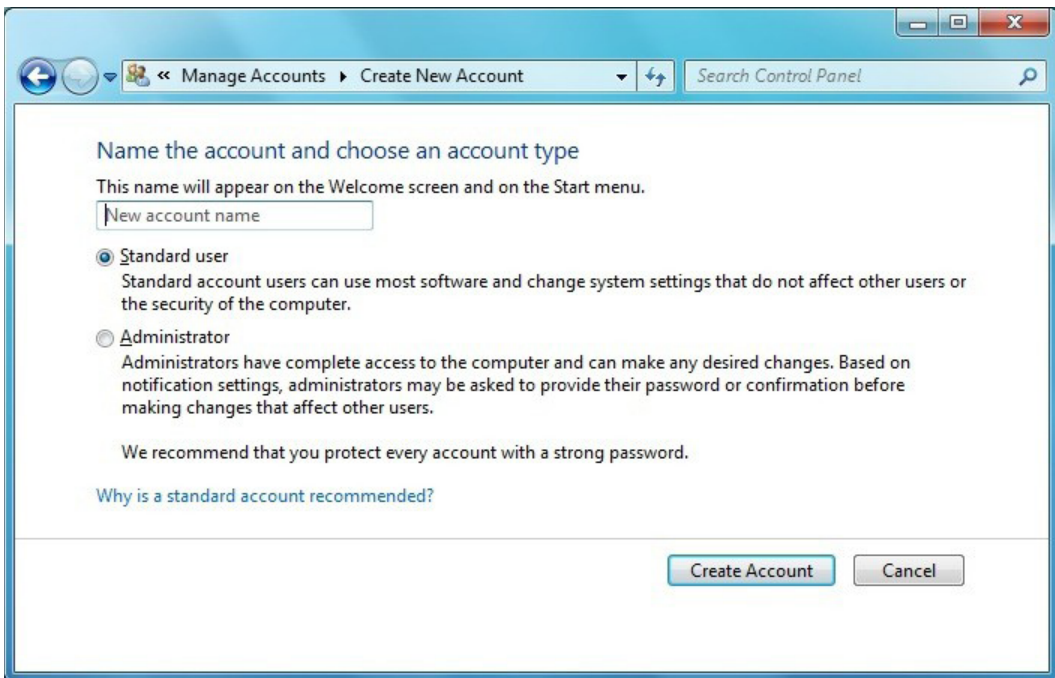 « Manage Accounts ▸ Create New Account
Search Control Panel
Name the account and choose an account type
This name will appear on the Welcome screen and on the Start menu.
New account name
Standard user
Standard account users can use most software and change system settings that do not affect other users or
the security of the computer.
Administrator
Administrators have complete access to the computer and can make any desired changes. Based on
notification settings, administrators may be asked to provide their password or confirmation before
making changes that affect other users.
We recommend that you protect every account with a strong password.
Why is a standard account recommended?
Create Account
Cancel